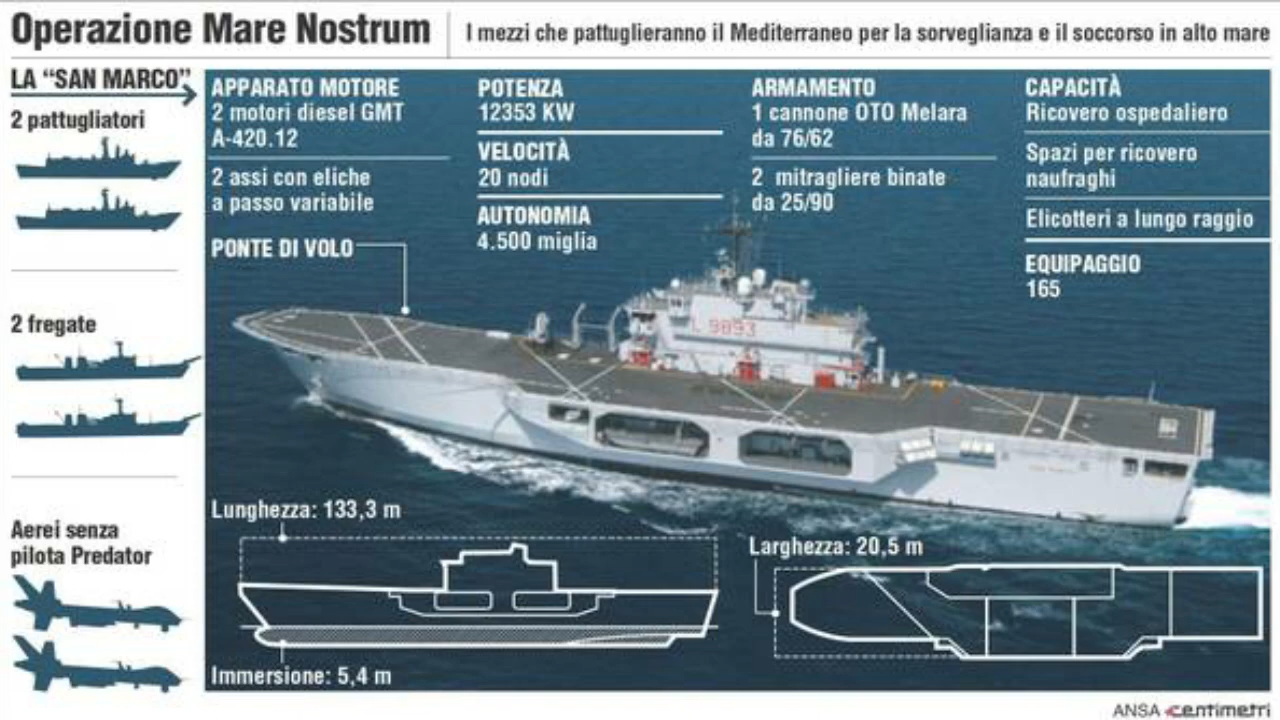 Operazione Mare Nostrum
I mezzi che pattuglieranno il Mediterraneo per la sorveglianza e il soccorso in alto mare
LA “SAN MARCO”
2 pattugliatori
2 fregate
Aerei senza
pilota Predator
APPARATO MOTORE
2 motori diesel GMT
A-420.12
2 assi con eliche
a passo variabile
PONTE DI VOLO
POTENZA
12353 KW
VELOCITÀ
20 nodi
AUTONOMIA
4.500 miglia
ARMAMENTO
1 cannone OTO Melara
da 76/62
2 mitragliere binate
da 25/90
CAPACITÀ
Ricovero ospedaliero
Spazi per ricovero
naufraghi
Elicotteri a lungo raggio
EQUIPAGGIO
165
L 9893
Lunghezza: 133,3 m
Immersione: 5,4 m
Larghezza: 20,5 m
ANSA centimetri